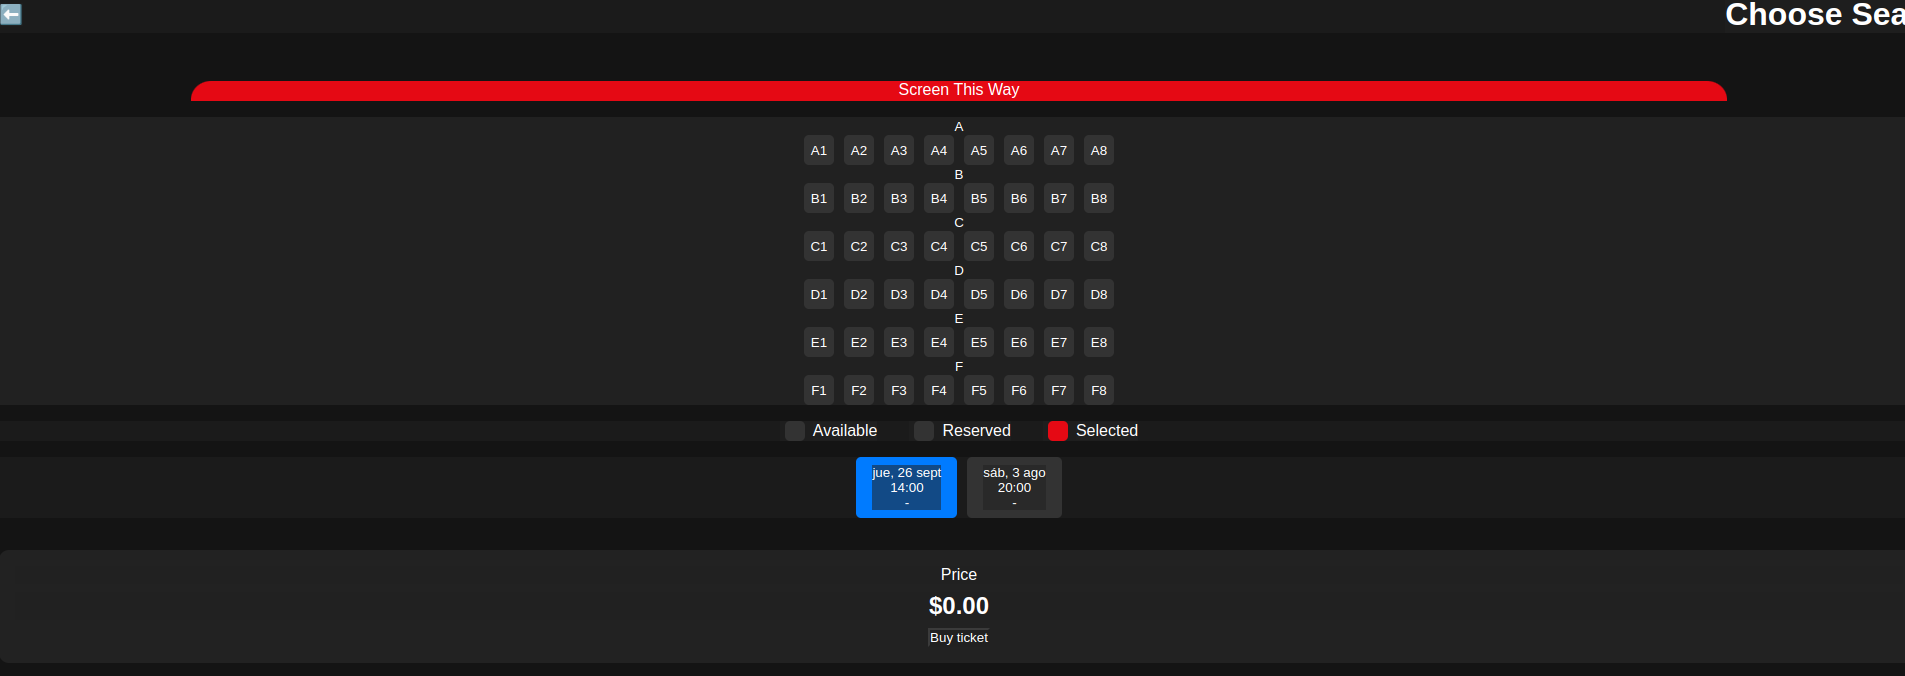 Choose Sea
Screen This Way
A
A1 A2 A3 A4 A5 A6 A7 A8
B
B1 B2 B3 B4 B5 B6 B7 B8
C
C1 C2 C3 C4 C5 C6 C7 C8
D
D1 D2 D3 D4 D5 D6 D7 D8
E
E1 E2 E3 E4 E5 E6 E7 E8
F
F1 F2 F3 F4 F5 F6 F7 F8
Available Reserved Selected
jue, 26 sept
14:00
-
sáb, 3 ago
20:00
-
Price
$0.00
Buy ticket